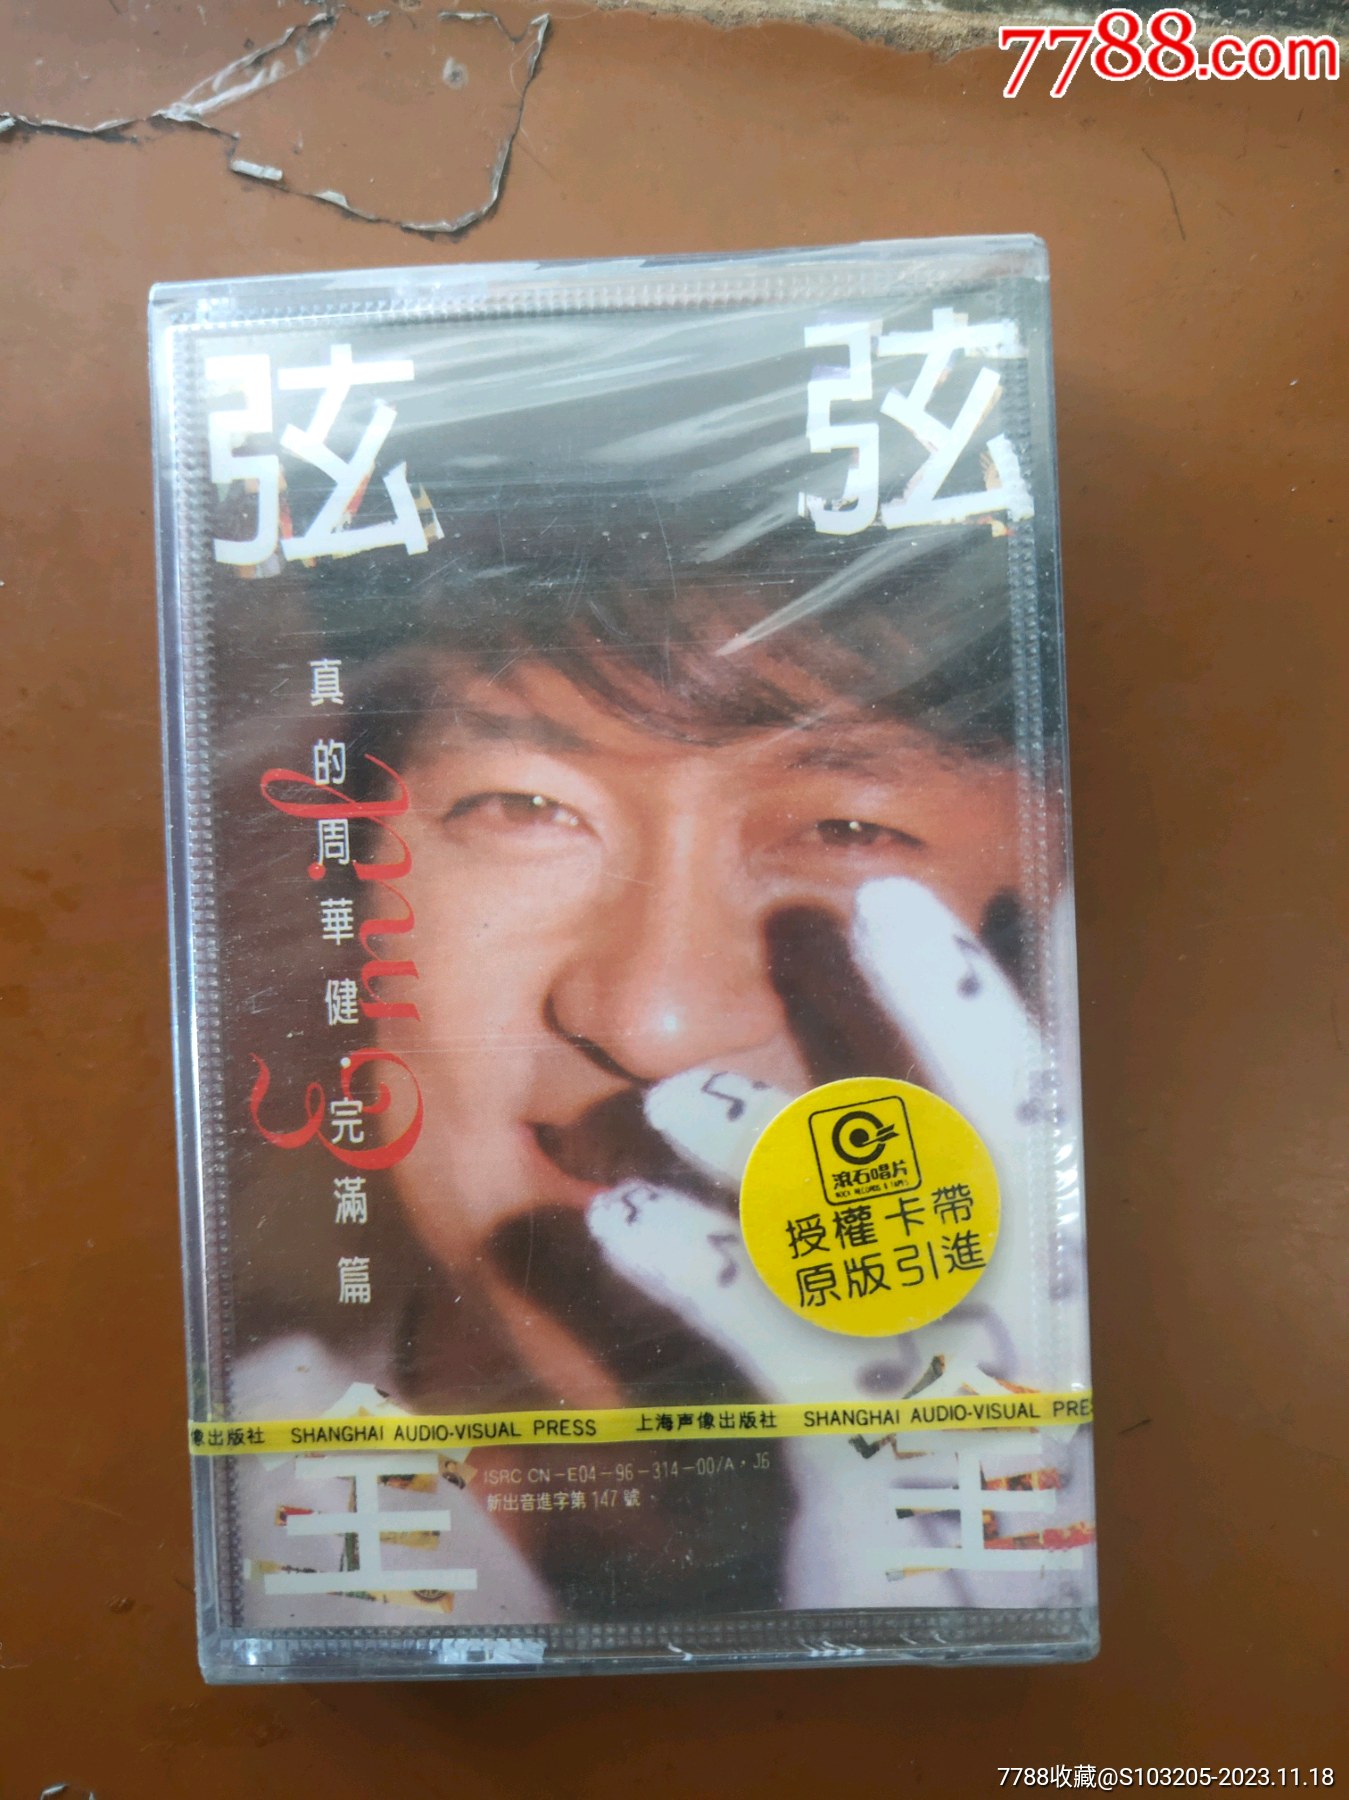 7788.com
弦 弦
真的周華健·完滿篇
滾石唱片
ROCK RECORDS & TAPES
授權卡帶
原版引進
像出版社 SHANGHAI AUDIO-VISUAL PRESS 上海声像出版社 SHANGHAI AUDIO-VISUAL PRE
ISRC CN-E04-96-314-00/A·J6
新出音進字第147號
全 全
7788收藏@S103205-2023.11.18